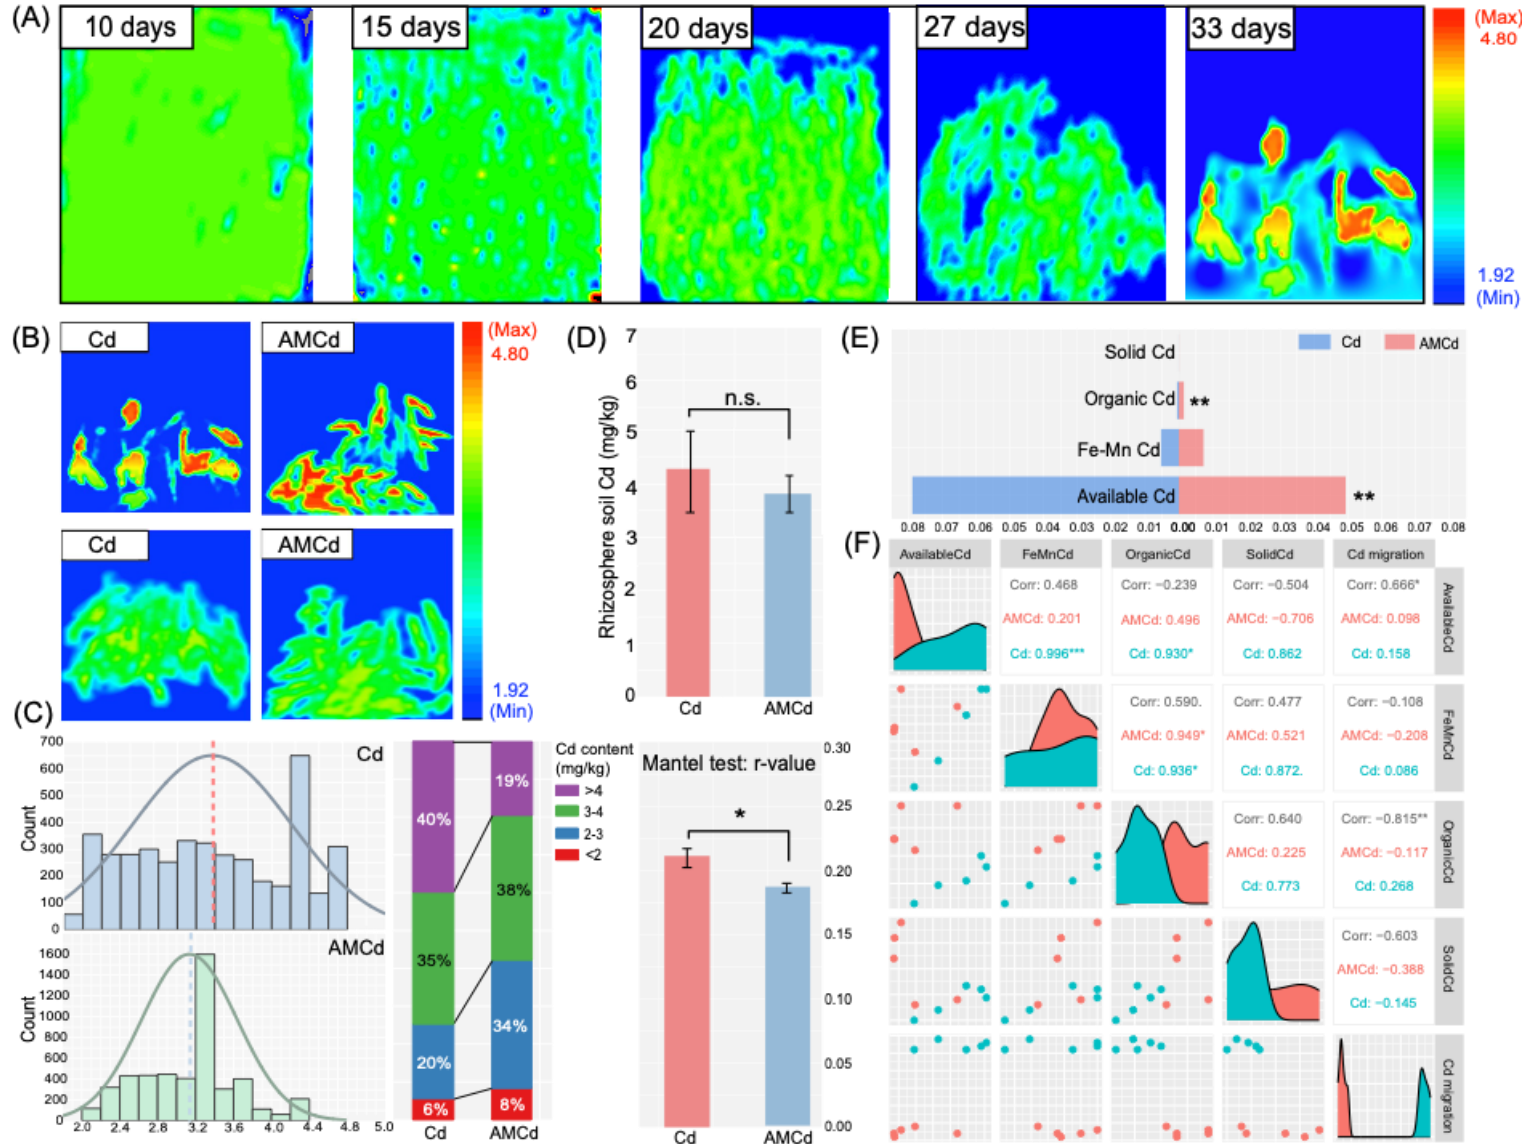 (A)
10 days
15 days
20 days
27 days
33 days
(Max)
4.80
1.92
(Min)
(B)
Cd
AMCd
(Max)
4.80
Cd
AMCd
1.92
(Min)
(C)
Cd
Count
700
600
500
400
300
200
100
0
AMCd
Count
1600
1400
1200
1000
800
600
400
200
0
2.0 2.4 2.8 3.2 3.6 4.0 4.4 4.8 5.0
40%
35%
20%
6%
19%
38%
34%
8%
Cd AMCd
Cd content
(mg/kg)
>4
3-4
2-3
<2
(D)
Rhizosphere soil Cd (mg/kg)
7
6
5
4
3
2
1
0
n.s.
Cd AMCd
Mantel test: r-value
*
0.30
0.25
0.20
0.15
0.10
0.05
0.00
Cd AMCd
(E)
Cd AMCd
Solid Cd
Organic Cd **
Fe-Mn Cd
Available Cd **
0.08 0.07 0.06 0.05 0.04 0.03 0.02 0.01 0.00 0.01 0.02 0.03 0.04 0.05 0.06 0.07 0.08
(F)
AvailableCd FeMnCd OrganicCd SolidCd Cd migration
Corr: 0.468 Corr: −0.239 Corr: −0.504 Corr: 0.666*
AMCd: 0.201 AMCd: 0.496 AMCd: −0.706 AMCd: 0.098
Cd: 0.996*** Cd: 0.930* Cd: 0.862 Cd: 0.158
AvailableCd
Corr: 0.590. Corr: 0.477 Corr: −0.108
AMCd: 0.949* AMCd: 0.521 AMCd: −0.208
Cd: 0.936* Cd: 0.872. Cd: 0.086
FeMnCd
Corr: 0.640 Corr: −0.815**
AMCd: 0.225 AMCd: −0.117
Cd: 0.773 Cd: 0.268
OrganicCd
Corr: −0.603
AMCd: −0.388
Cd: −0.145
SolidCd
Cd migration